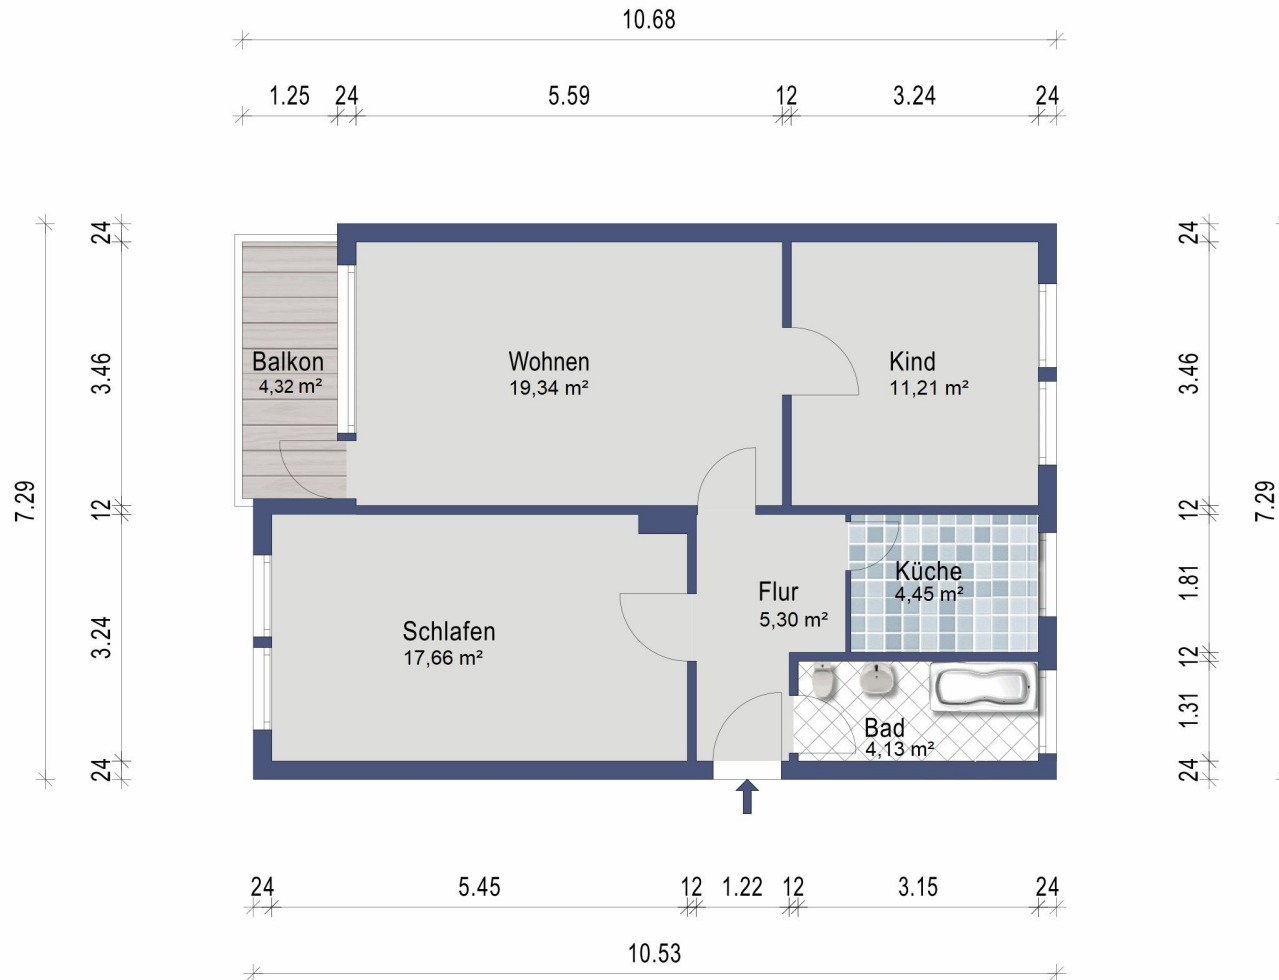 10.68
1.25 24 5.59 12 3.24 24
24
24
3.46
3.46
Balkon
4,32 m²
Wohnen
19,34 m²
Kind
11,21 m²
7.29
7.29
12
12
Küche
4,45 m²
1.81
Flur
5,30 m²
Schlafen
17,66 m²
3.24
12
1.31
Bad
4,13 m²
24
24
24 5.45 12 1.22 12 3.15 24
10.53